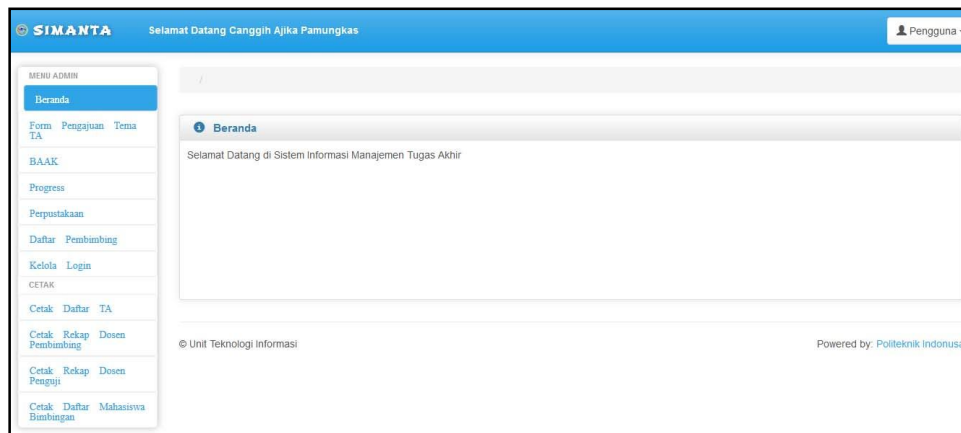 SIMANTA
Selamat Datang Canggih Ajika Pamungkas
Pengguna
MENU ADMIN
Beranda
Form Pengajuan Tema
TA
BAAK
Progress
Perpustakaan
Daftar Pembimbing
Kelola Login
CETAK
Cetak Daftar TA
Cetak Rekap Dosen
Pembimbing
Cetak Rekap Dosen
Penguji
Cetak Daftar Mahasiswa
Bimbingan
/
Beranda
Selamat Datang di Sistem Informasi Manajemen Tugas Akhir
© Unit Teknologi Informasi
Powered by: Politeknik Indonusa